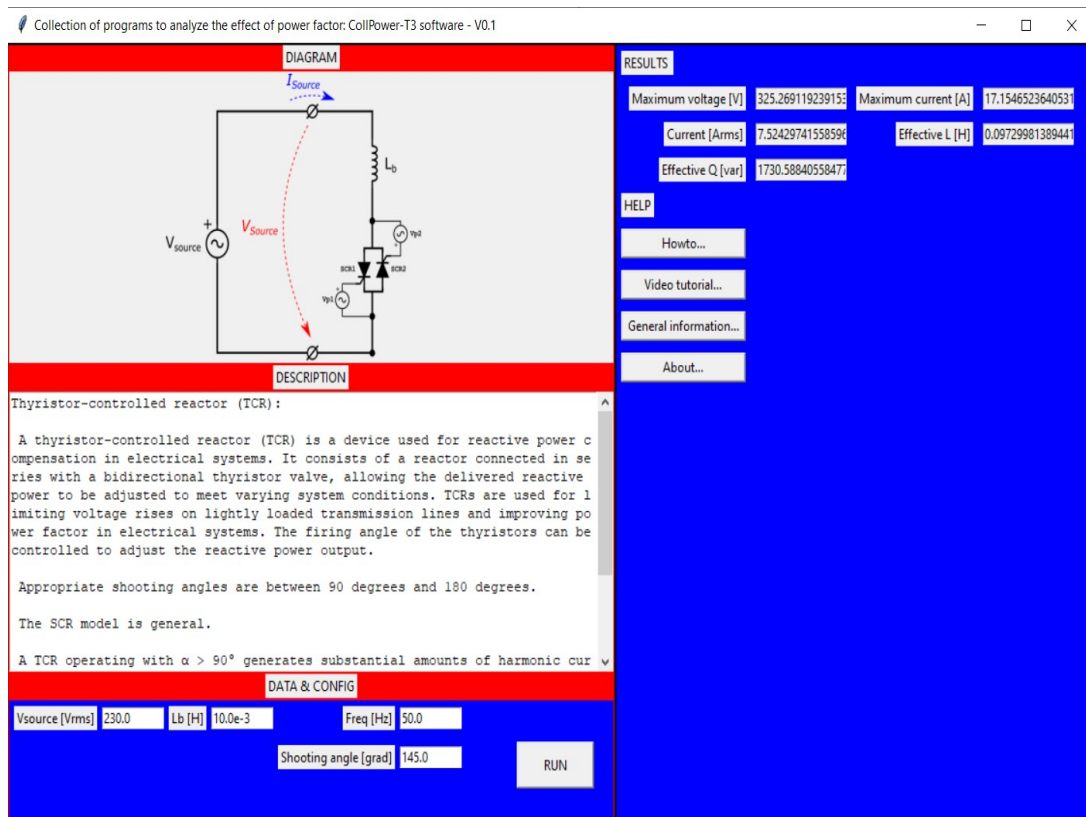 Collection of programs to analyze the effect of power factor: CollPower-T3 software - V0.1
DIAGRAM
I Source
Lb
+
Vsource
VSource
Vp2
+
SCR1
SCR2
+
Vp1
DESCRIPTION
Thyristor-controlled reactor (TCR):
A thyristor-controlled reactor (TCR) is a device used for reactive power c
ompensation in electrical systems. It consists of a reactor connected in se
ries with a bidirectional thyristor valve, allowing the delivered reactive
power to be adjusted to meet varying system conditions. TCRs are used for l
imiting voltage rises on lightly loaded transmission lines and improving po
wer factor in electrical systems. The firing angle of the thyristors can be
controlled to adjust the reactive power output.
Appropriate shooting angles are between 90 degrees and 180 degrees.
The SCR model is general.
A TCR operating with α > 90° generates substantial amounts of harmonic cur
DATA & CONFIG
Vsource [Vrms] 230.0 Lb [H] 10.0e-3 Freq [Hz] 50.0
Shooting angle [grad] 145.0
RUN
RESULTS
Maximum voltage [V] 325.269119239153 Maximum current [A] 17.1546523640531
Current [Arms] 7.52429741558596 Effective L [H] 0.09729981389441
Effective Q [var] 1730.58840558477
HELP
Howto...
Video tutorial...
General information...
About...